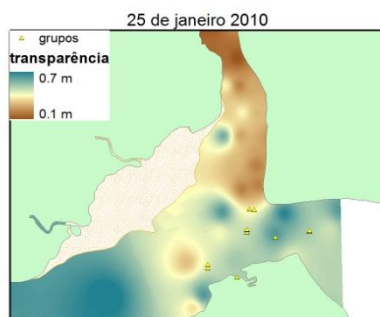 25 de janeiro 2010
grupos
transparência
0.7 m
0.1 m